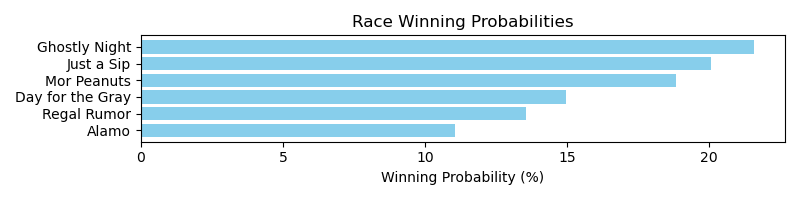 Race Winning Probabilities
Ghostly Night
Just a Sip
Mor Peanuts
Day for the Gray
Regal Rumor
Alamo
0 5 10 15 20
Winning Probability (%)